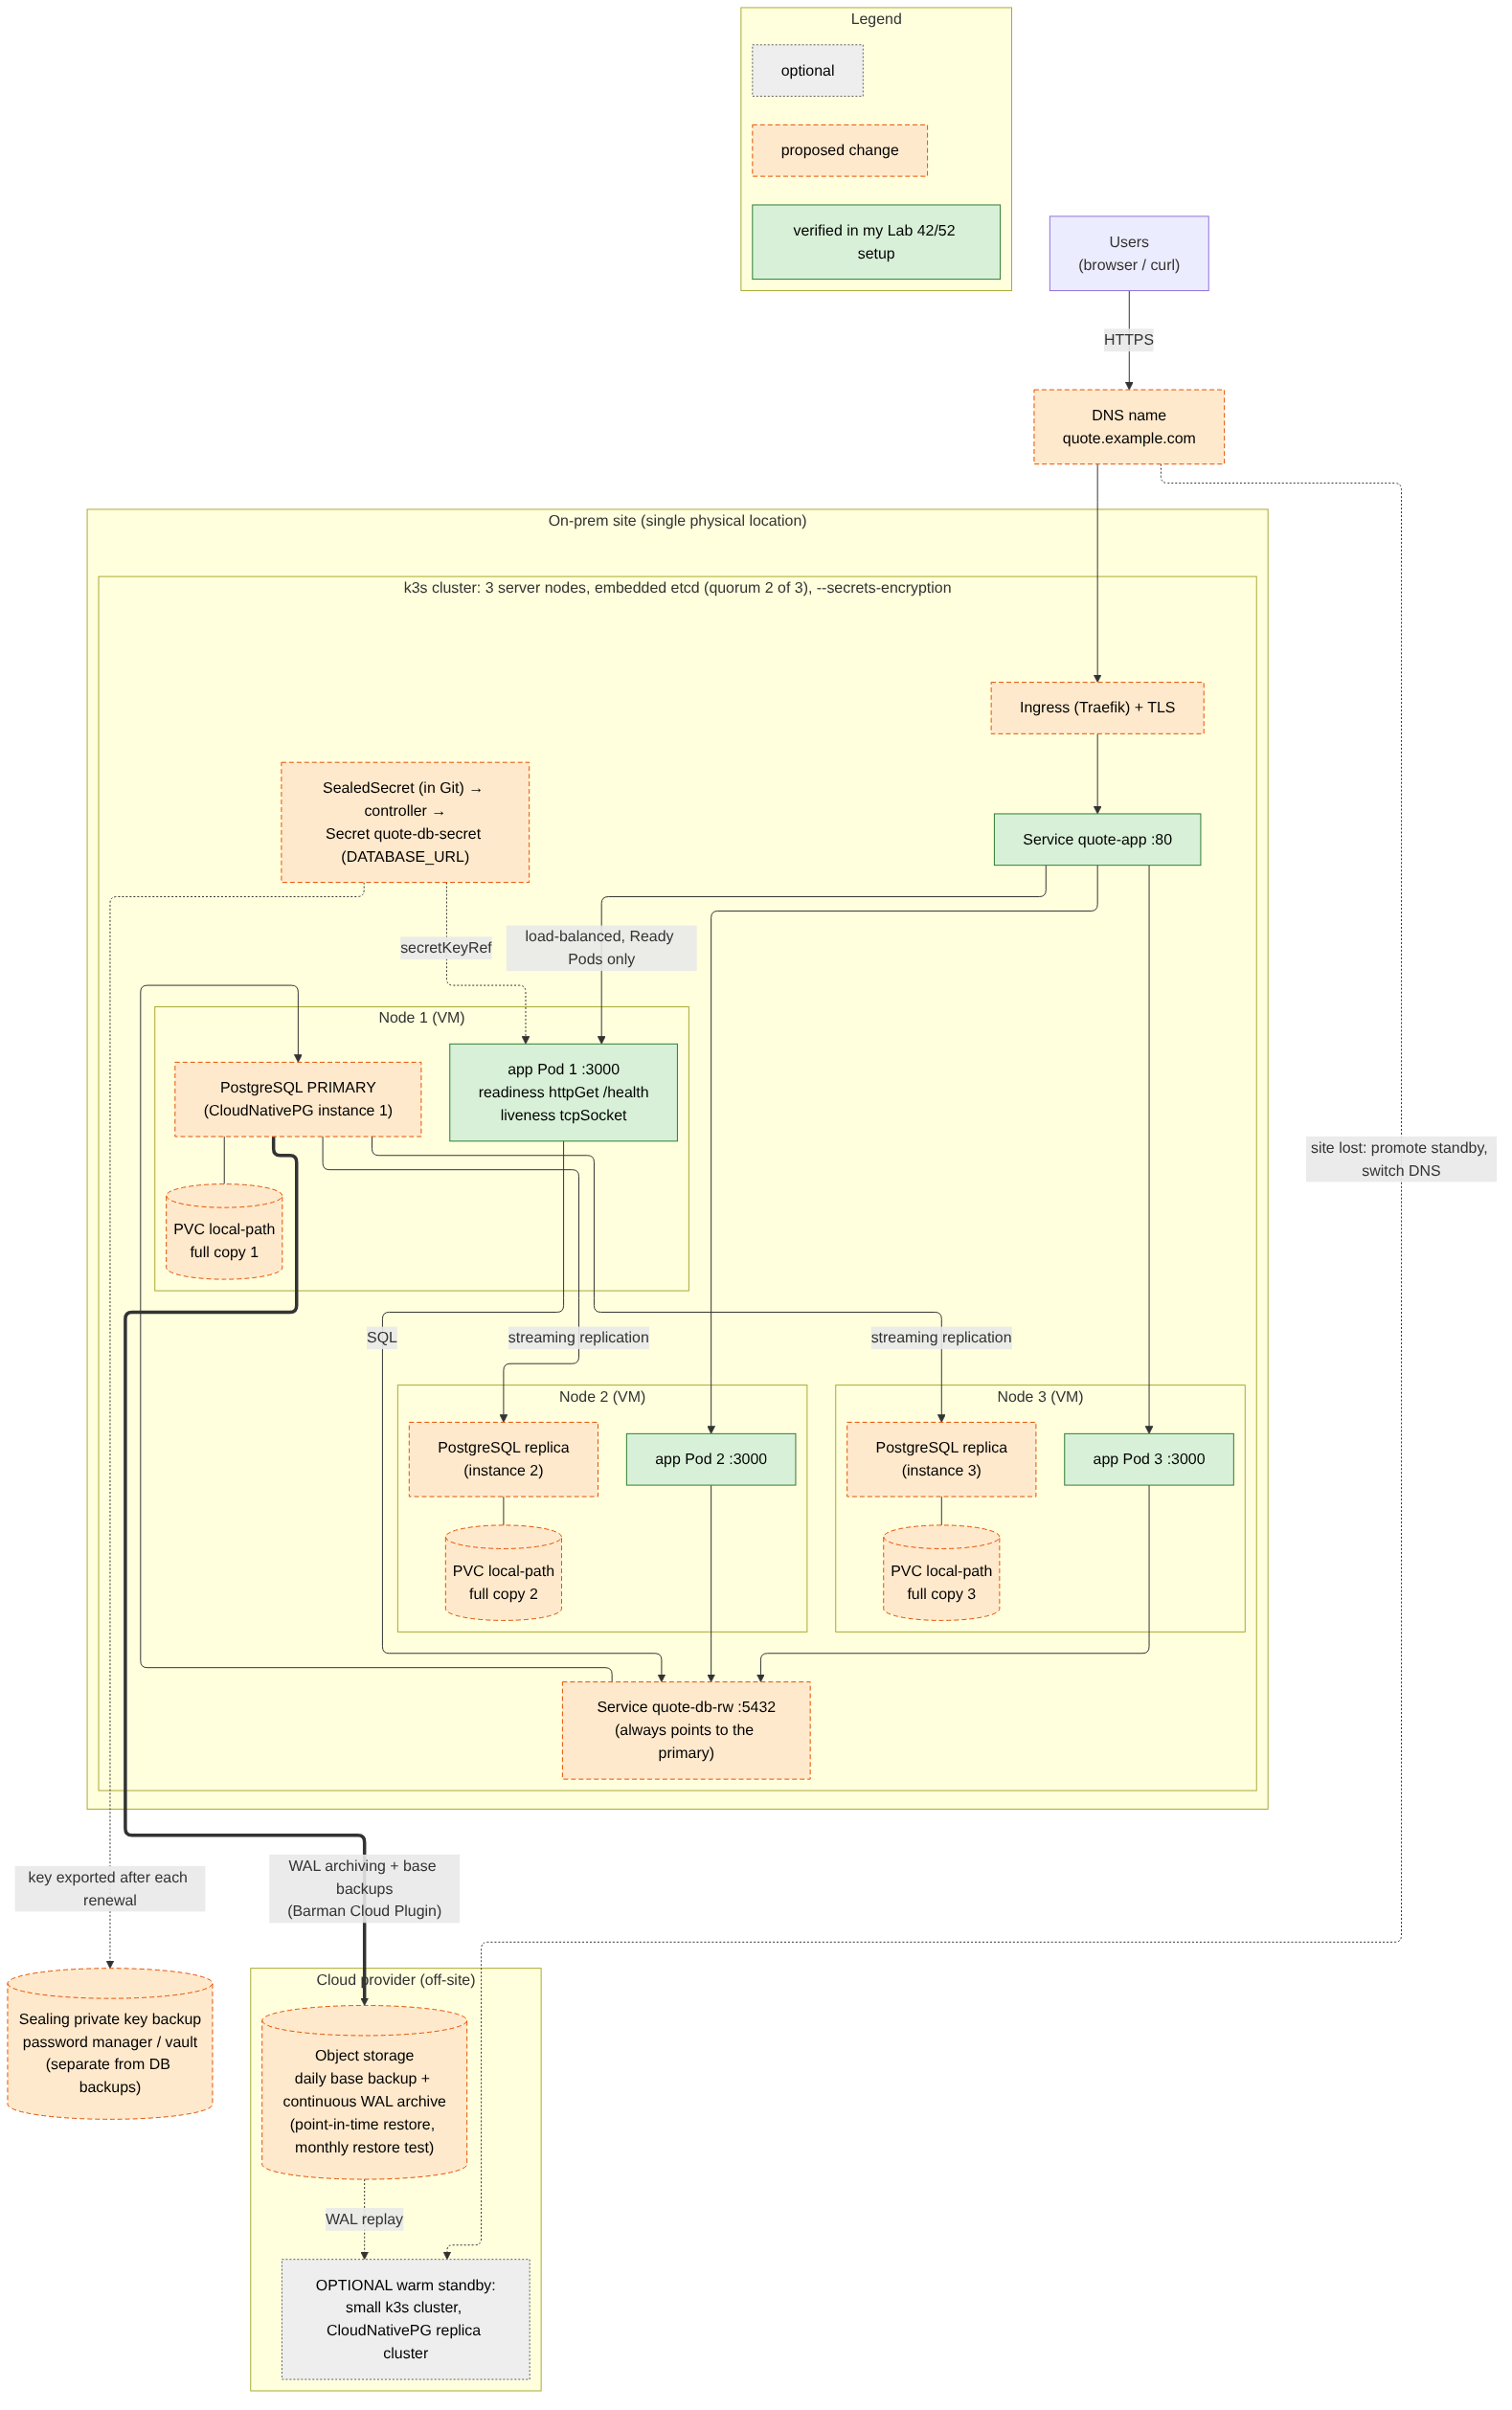 Legend
optional
proposed change
verified in my Lab 42/52
setup
Users
(browser / curl)
HTTPS
DNS name
quote.example.com
On-prem site (single physical location)
k3s cluster: 3 server nodes, embedded etcd (quorum 2 of 3), --secrets-encryption
Ingress (Traefik) + TLS
SealedSecret (in Git) →
controller →
Secret quote-db-secret
(DATABASE_URL)
Service quote-app :80
secretKeyRef
load-balanced, Ready
Pods only
Node 1 (VM)
PostgreSQL PRIMARY
(CloudNativePG instance 1)
app Pod 1 :3000
readiness httpGet /health
liveness tcpSocket
site lost: promote standby,
switch DNS
PVC local-path
full copy 1
SQL
streaming replication
streaming replication
Node 2 (VM)
PostgreSQL replica
(instance 2)
app Pod 2 :3000
PVC local-path
full copy 2
Node 3 (VM)
PostgreSQL replica
(instance 3)
app Pod 3 :3000
PVC local-path
full copy 3
Service quote-db-rw :5432
(always points to the
primary)
key exported after each
renewal
WAL archiving + base
backups
(Barman Cloud Plugin)
Sealing private key backup
password manager / vault
(separate from DB
backups)
Cloud provider (off-site)
Object storage
daily base backup +
continuous WAL archive
(point-in-time restore,
monthly restore test)
WAL replay
OPTIONAL warm standby:
small k3s cluster,
CloudNativePG replica
cluster